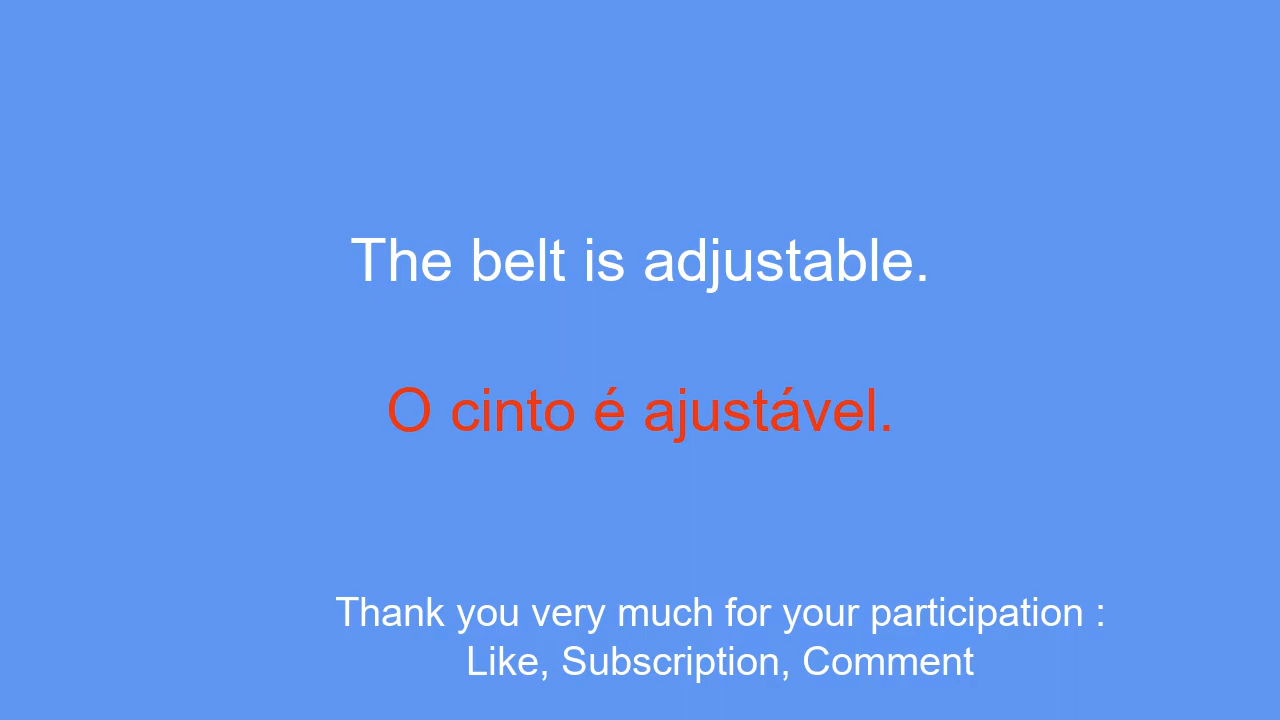 The belt is adjustable.
O cinto é ajustável.
Thank you very much for your participation :
Like, Subscription, Comment